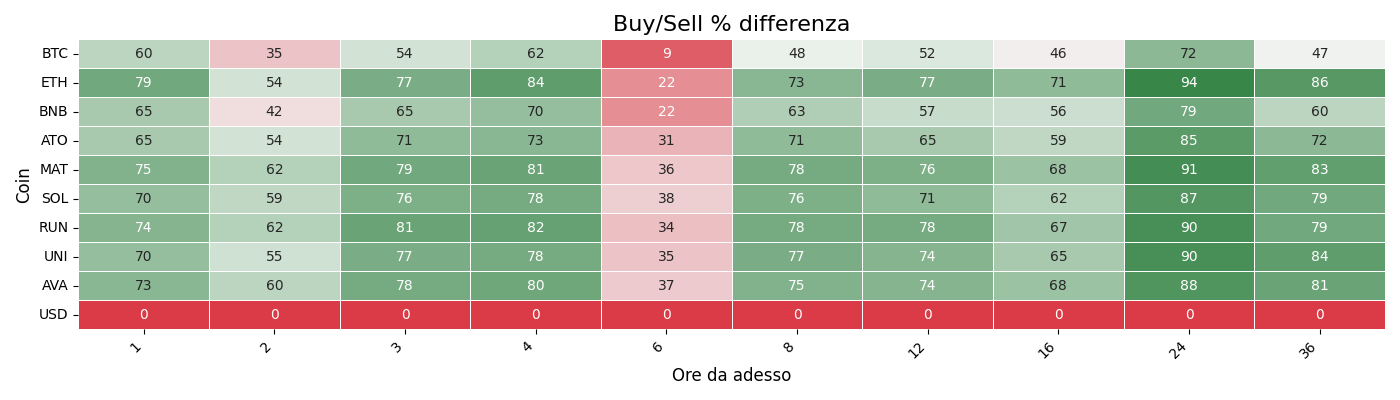 Buy/Sell % differenza
Coin
BTC 60 35 54 62 9 48 52 46 72 47
ETH 79 54 77 84 22 73 77 71 94 86
BNB 65 42 65 70 22 63 57 56 79 60
ATO 65 54 71 73 31 71 65 59 85 72
MAT 75 62 79 81 36 78 76 68 91 83
SOL 70 59 76 78 38 76 71 62 87 79
RUN 74 62 81 82 34 78 78 67 90 79
UNI 70 55 77 78 35 77 74 65 90 84
AVA 73 60 78 80 37 75 74 68 88 81
USD 0 0 0 0 0 0 0 0 0 0
1 2 3 4 6 8 12 16 24 36
Ore da adesso